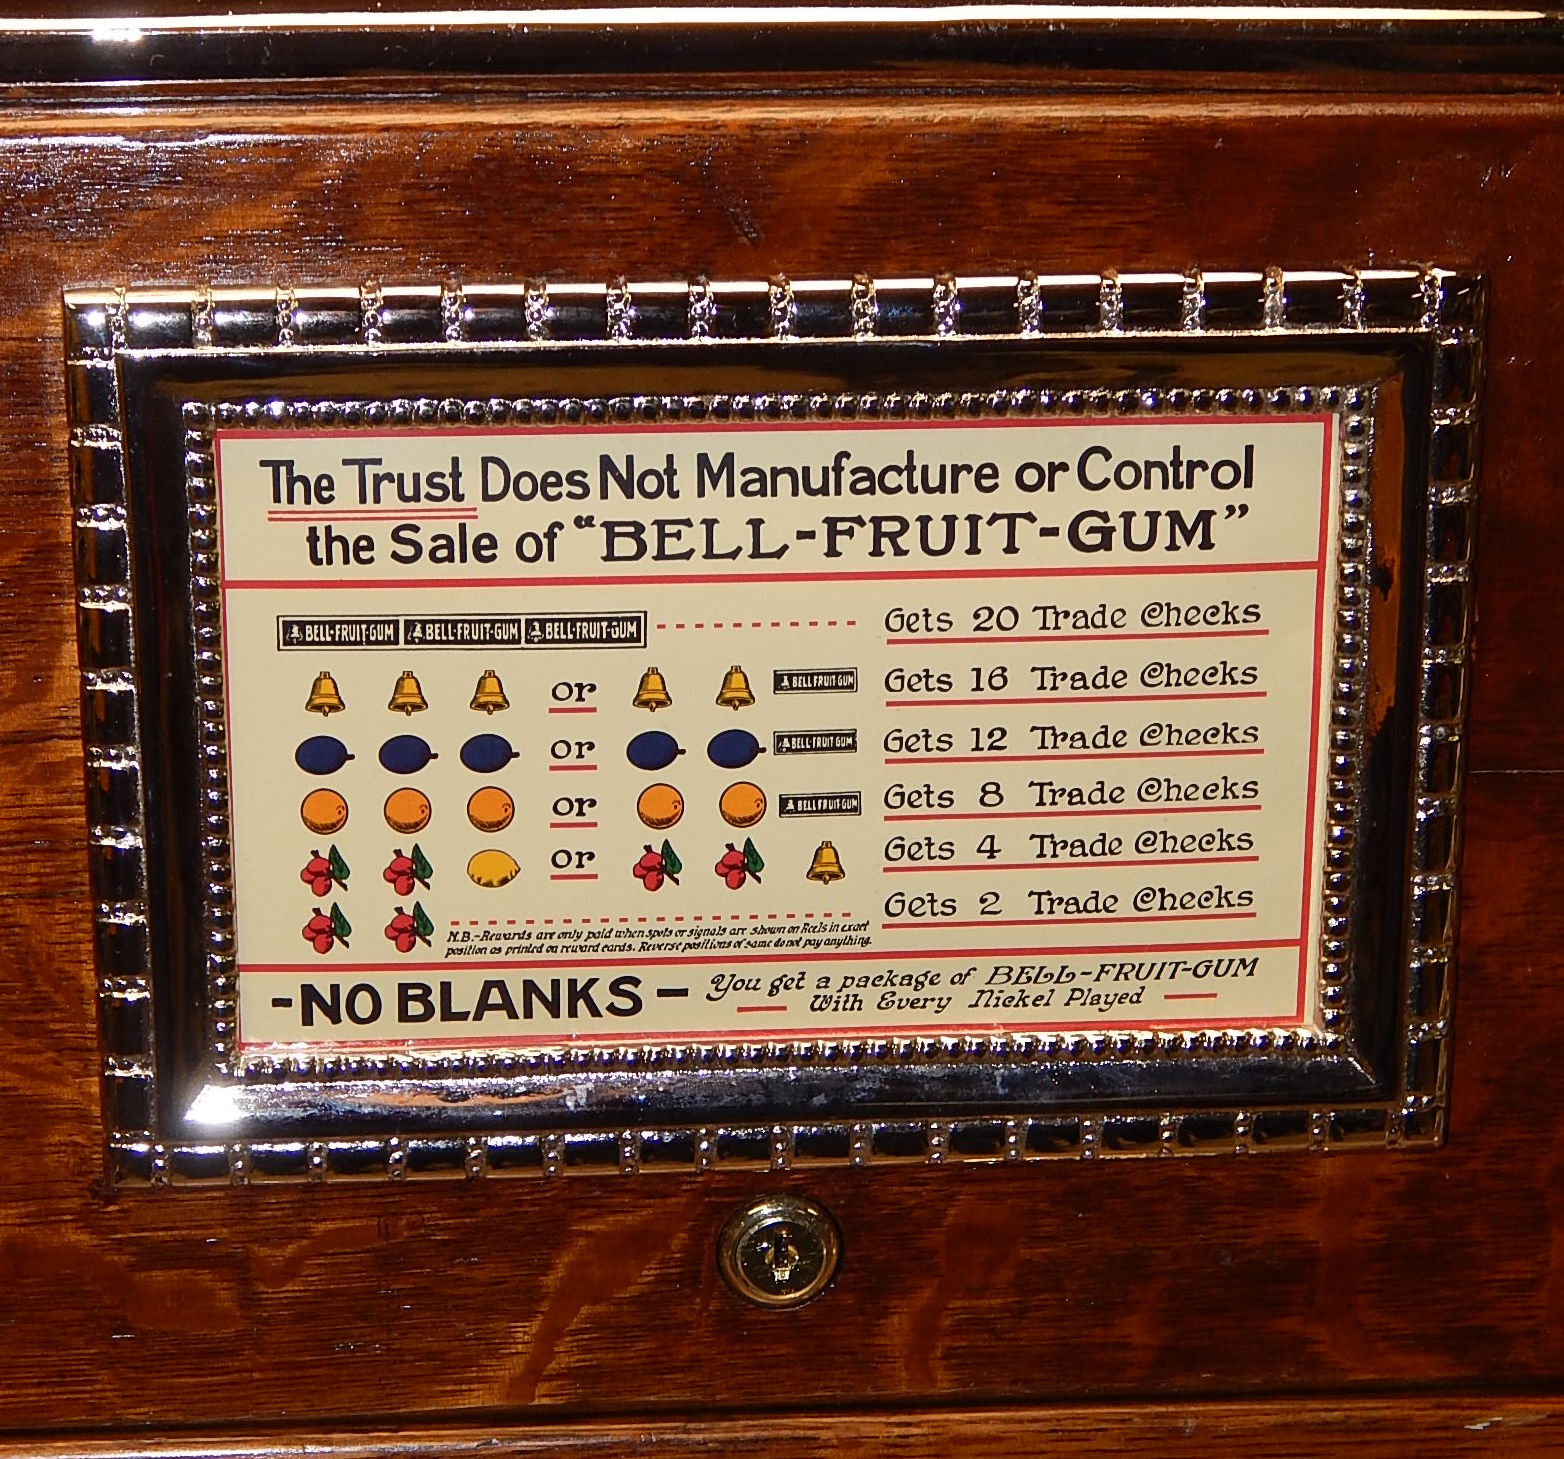 The Trust Does Not Manufacture or Control
the Sale of "BELL-FRUIT-GUM"
BELL-FRUIT-GUM BELL-FRUIT-GUM BELL-FRUIT-GUM Gets 20 Trade Checks
or BELL FRUIT GUM Gets 16 Trade Checks
or BELL FRUIT GUM Gets 12 Trade Checks
or BELL FRUIT GUM Gets 8 Trade Checks
or Gets 4 Trade Checks
Gets 2 Trade Checks
N.B.-Rewards are only paid when spots or signals are shown on Reels in exact
position as printed on reward cards. Reverse positions of same do not pay anything.
-NO BLANKS- You get a package of BELL-FRUIT-GUM
With Every Nickel Played